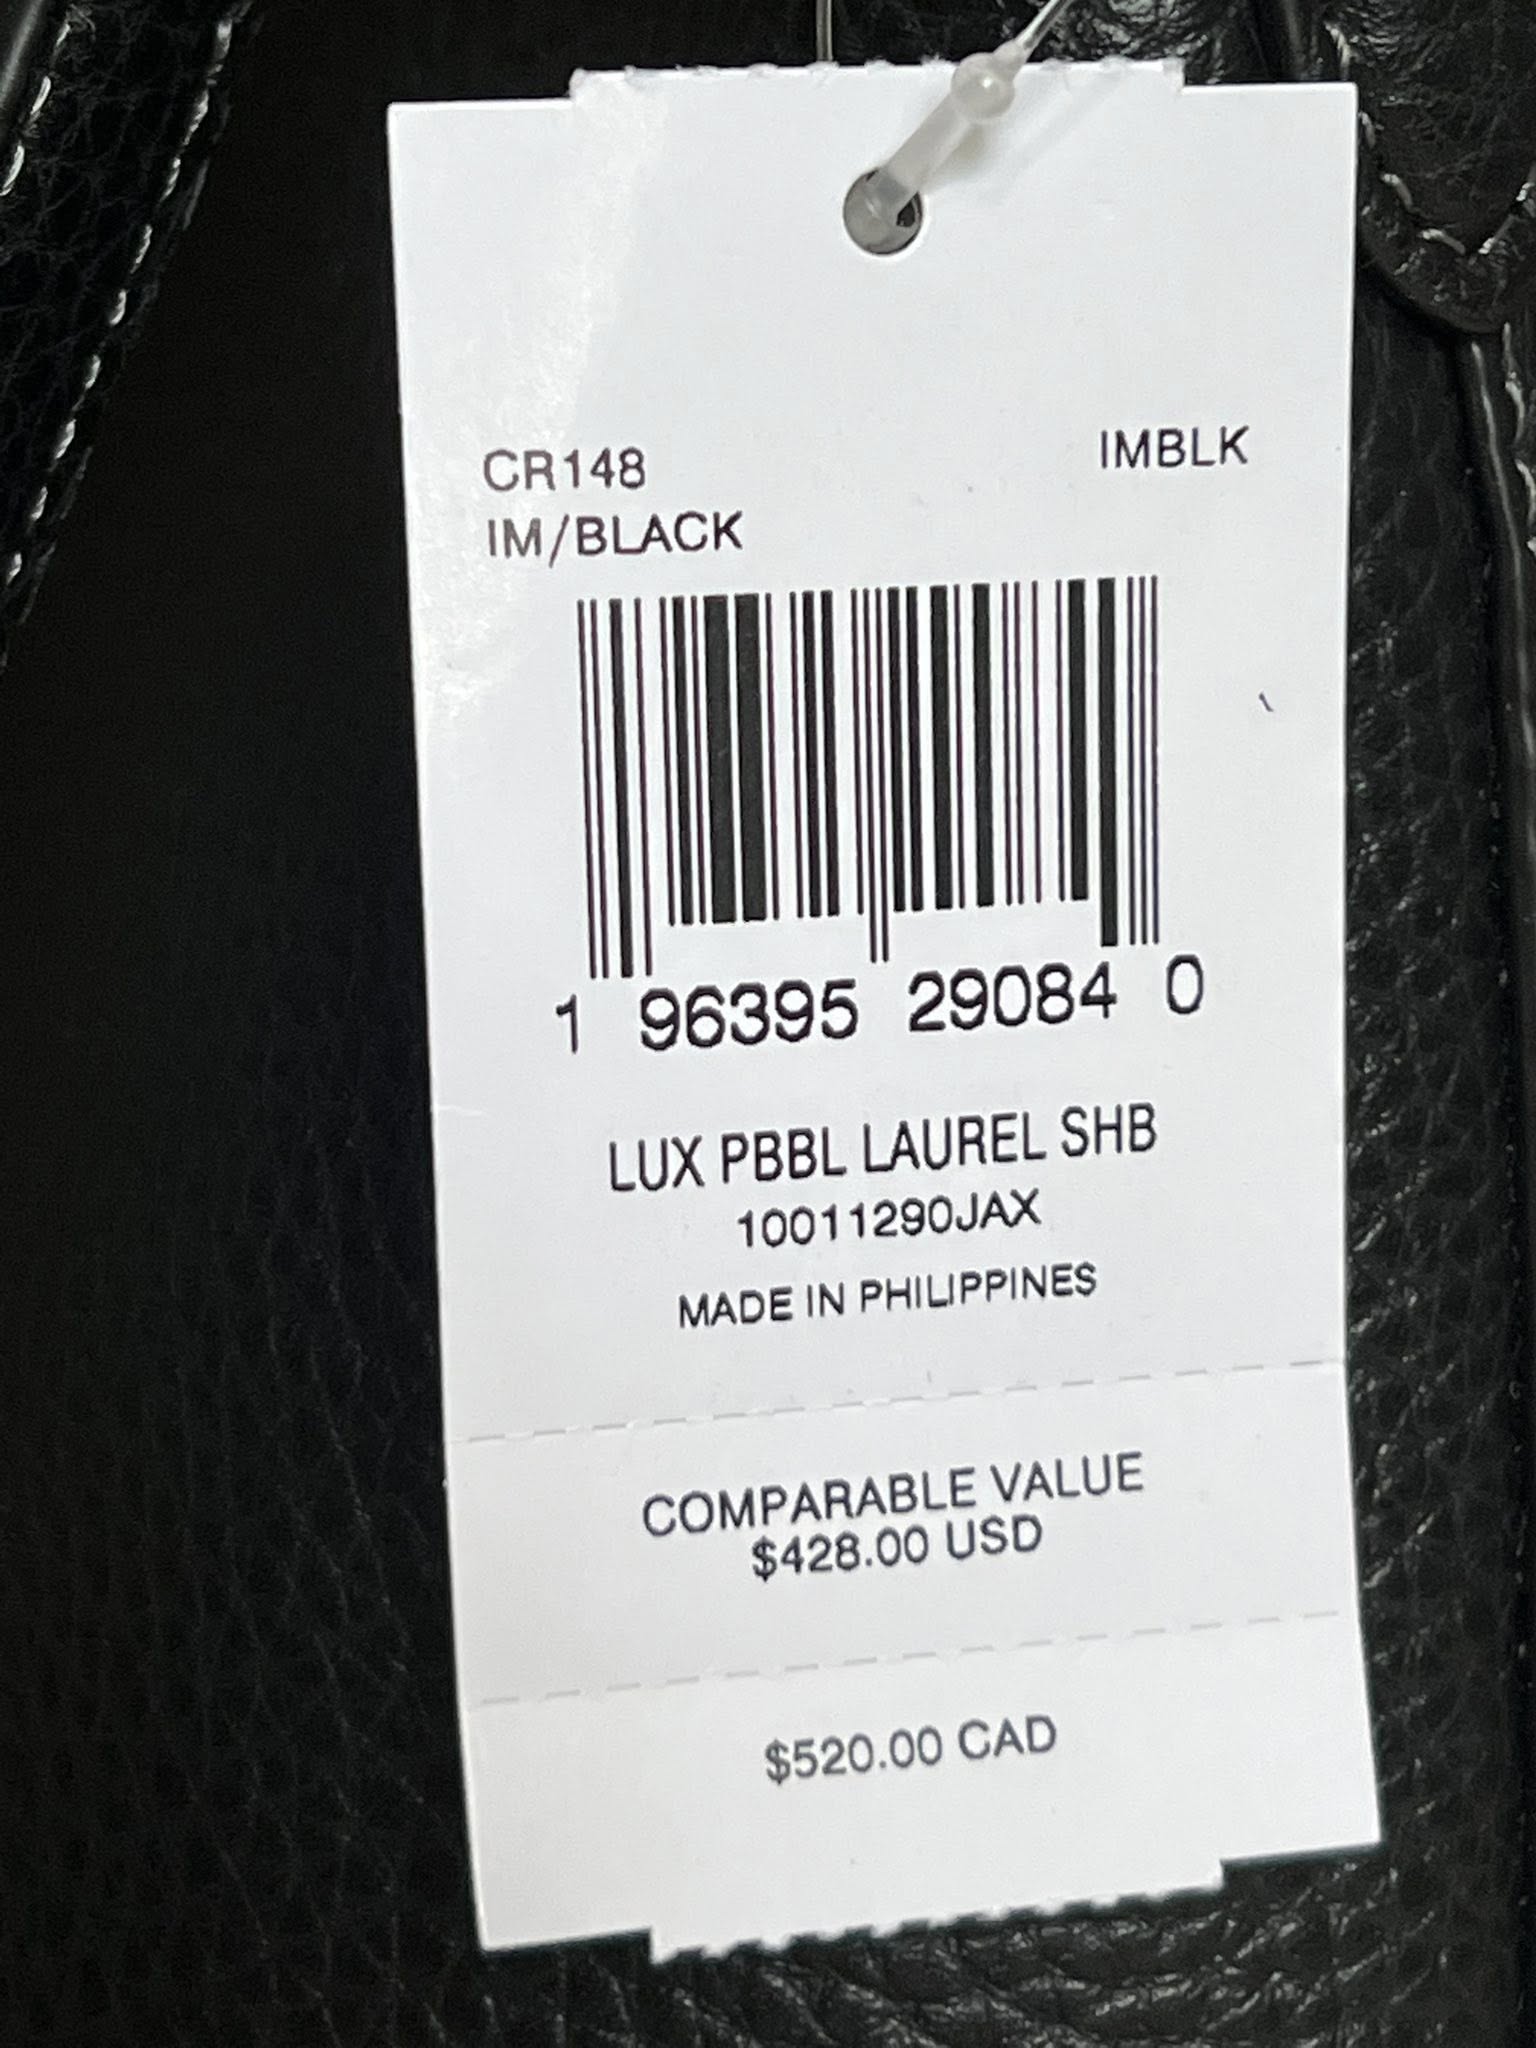 CR148 IMBLK
IM/BLACK
1 96395 29084 0
LUX PBBL LAUREL SHB
10011290JAX
MADE IN PHILIPPINES
COMPARABLE VALUE
$428.00 USD
$520.00 CAD